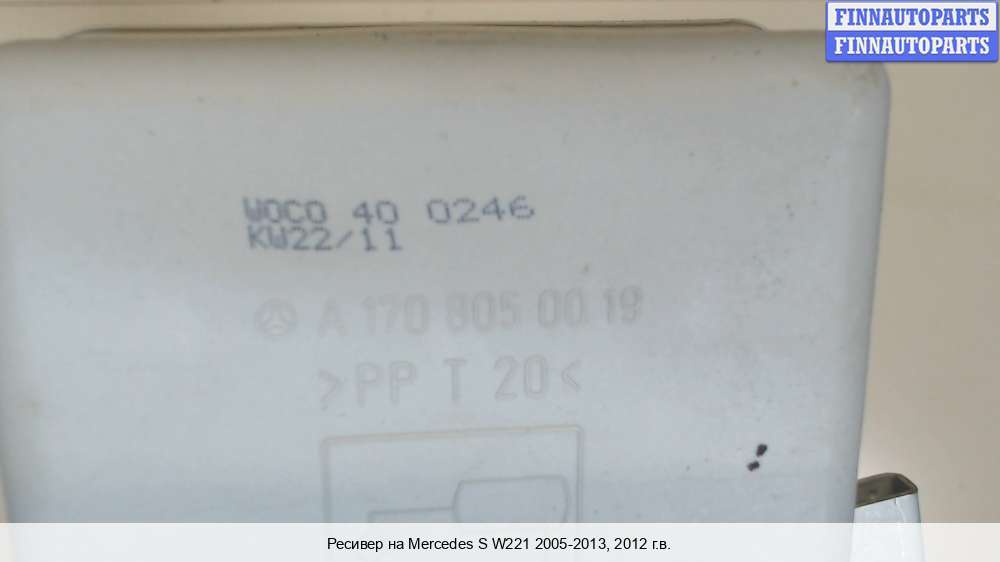 FINNAUTOPARTS
FINNAUTOPARTS
WOCO 40 0246
KW22/11
A 170 805 00 19
>PP T 20<
Ресивер на Mercedes S W221 2005-2013, 2012 г.в.